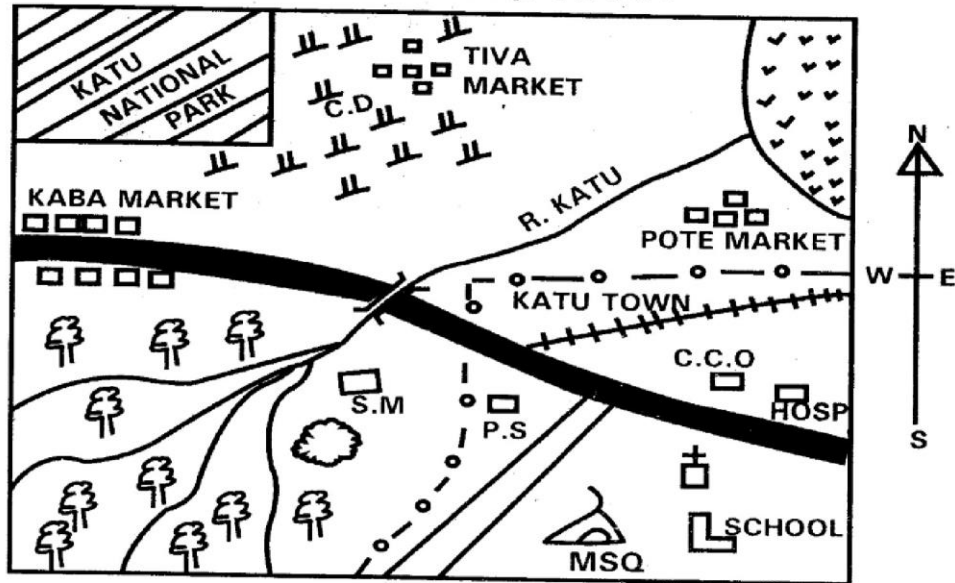 KATU
NATIONAL
PARK
TIVA
MARKET
C.D
KABA MARKET
R. KATU
POTE MARKET
N
W
E
S
KATU TOWN
C.C.O
HOSP
S.M
P.S
SCHOOL
MSQ